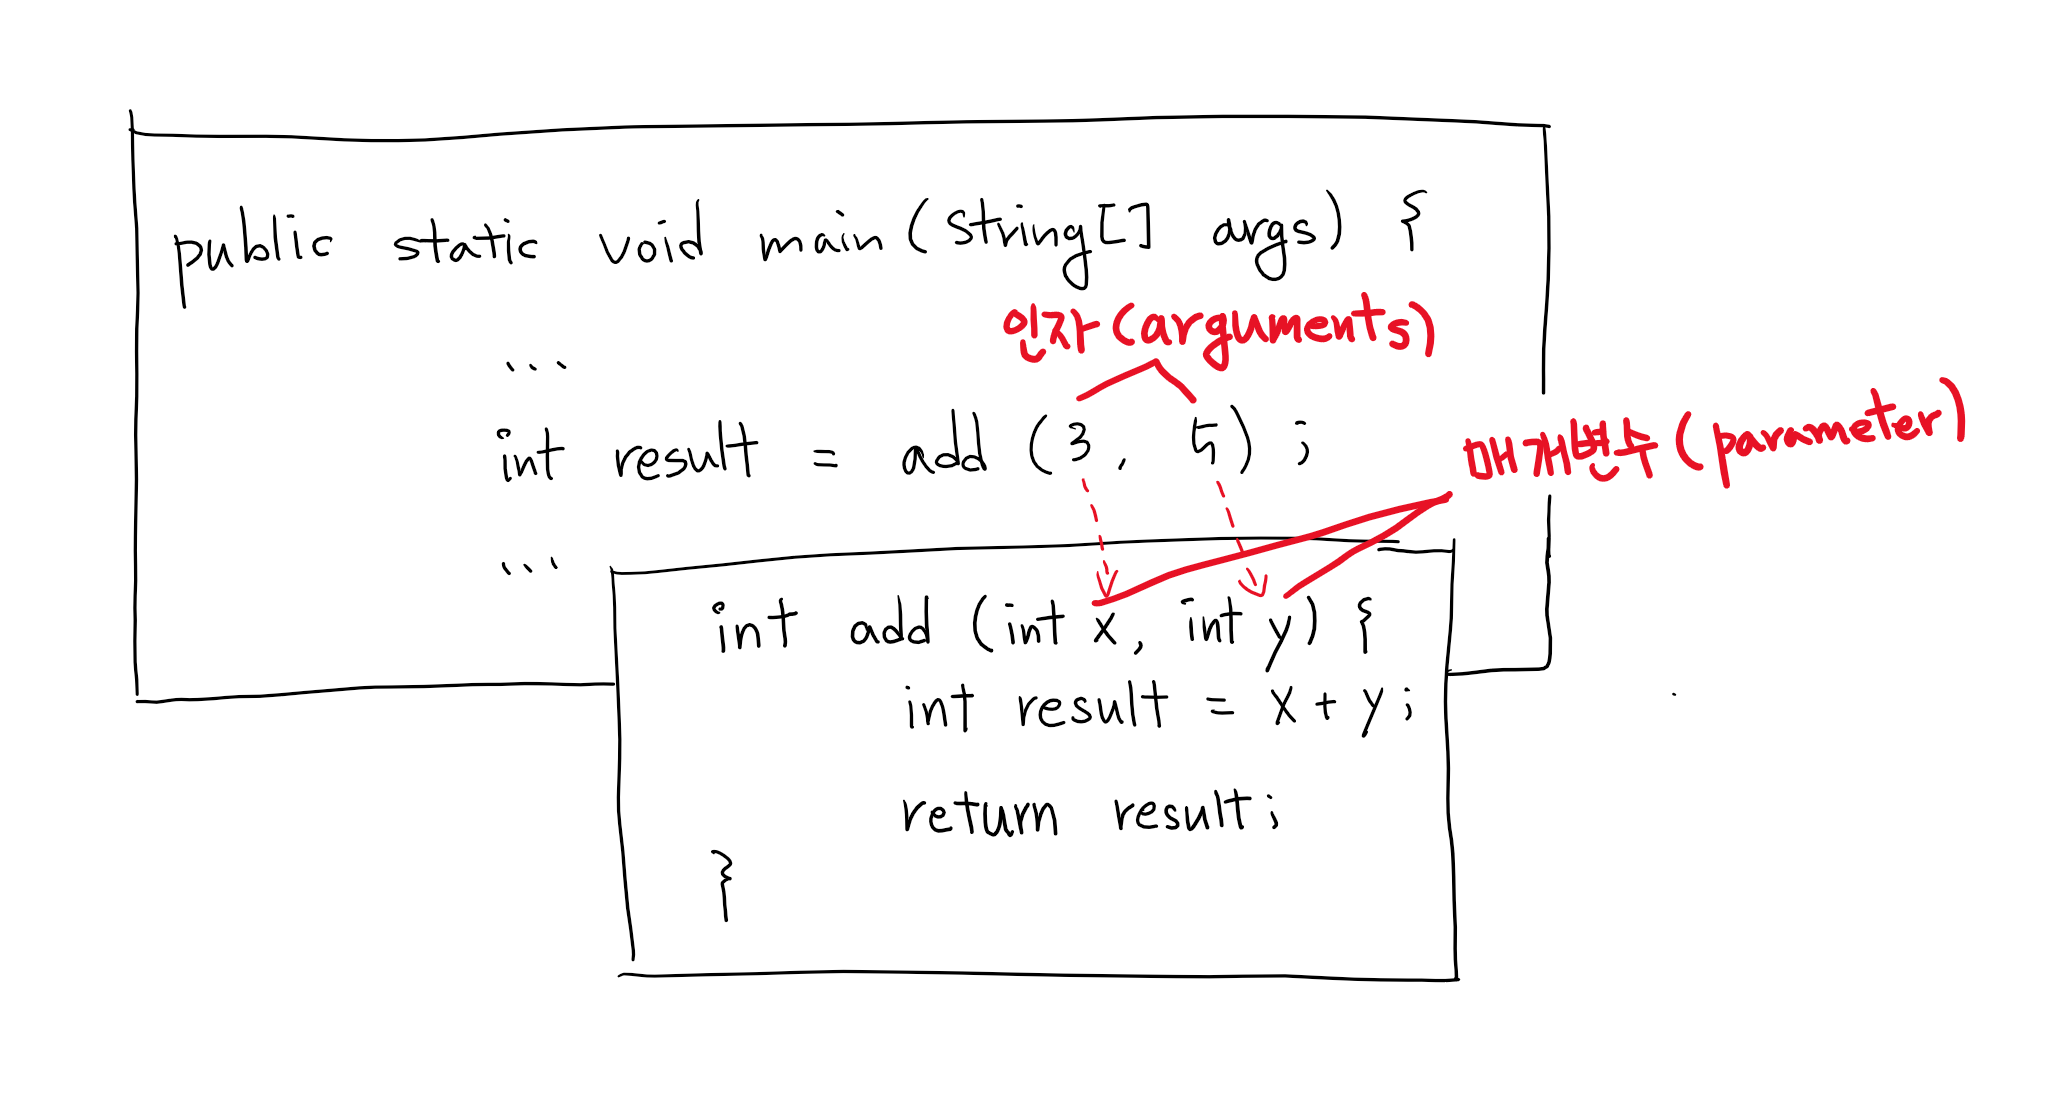 public static void main (String[] args) {
인자 (arguments)
...
int result = add (3, 5) ;
매개변수 (parameter)
...
int add (int x, int y) {
int result = x + y ;
return result ;
}